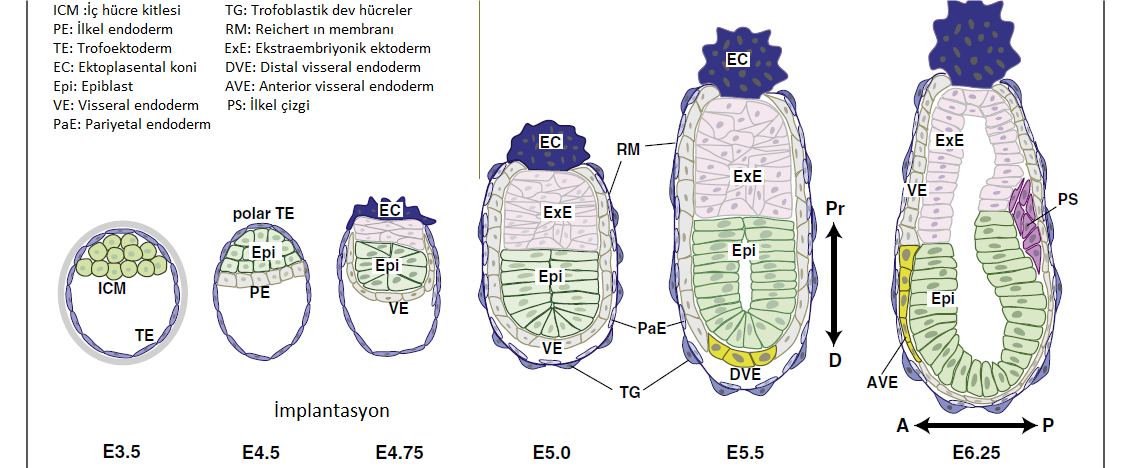 ICM :İç hücre kitlesi
PE: İlkel endoderm
TE: Trofoektoderm
EC: Ektoplasental koni
Epi: Epiblast
VE: Visseral endoderm
PaE: Pariyetal endoderm
TG: Trofoblastik dev hücreler
RM: Reichert ın membranı
ExE: Ekstraembriyonik ektoderm
DVE: Distal visseral endoderm
AVE: Anterior visseral endoderm
PS: İlkel çizgi
ICM
TE
polar TE
Epi
PE
EC
Epi
VE
EC
ExE
Epi
VE
RM
PaE
TG
EC
ExE
Epi
DVE
Pr
D
ExE
VE
PS
Epi
AVE
A
P
İmplantasyon
E3.5
E4.5
E4.75
E5.0
E5.5
E6.25